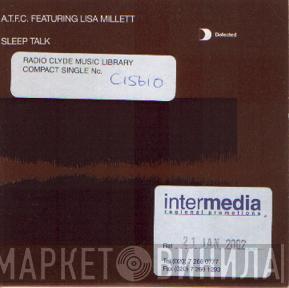 A.T.F.C. FEATURING LISA MILLETT
Defected
SLEEP TALK
RADIO CLYDE MUSIC LIBRARY
COMPACT SINGLE No.
C15610
intermedia
regional promotions
Ref
21 JAN 2002
МАРКЕТ ВИНИЛА